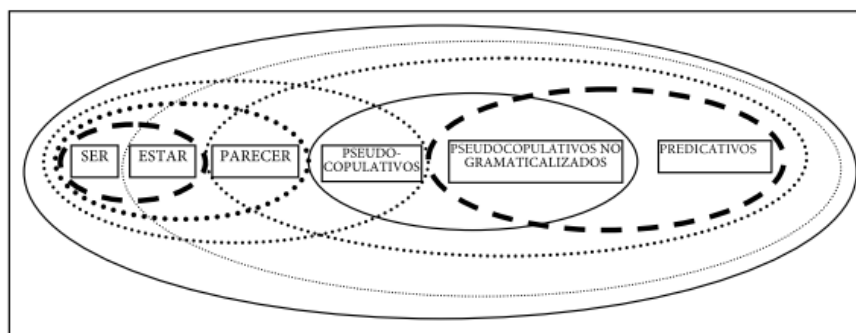 SER
ESTAR
PARECER
PSEUDO-
COPULATIVOS
PSEUDOCOPULATIVOS NO
GRAMATICALIZADOS
PREDICATIVOS